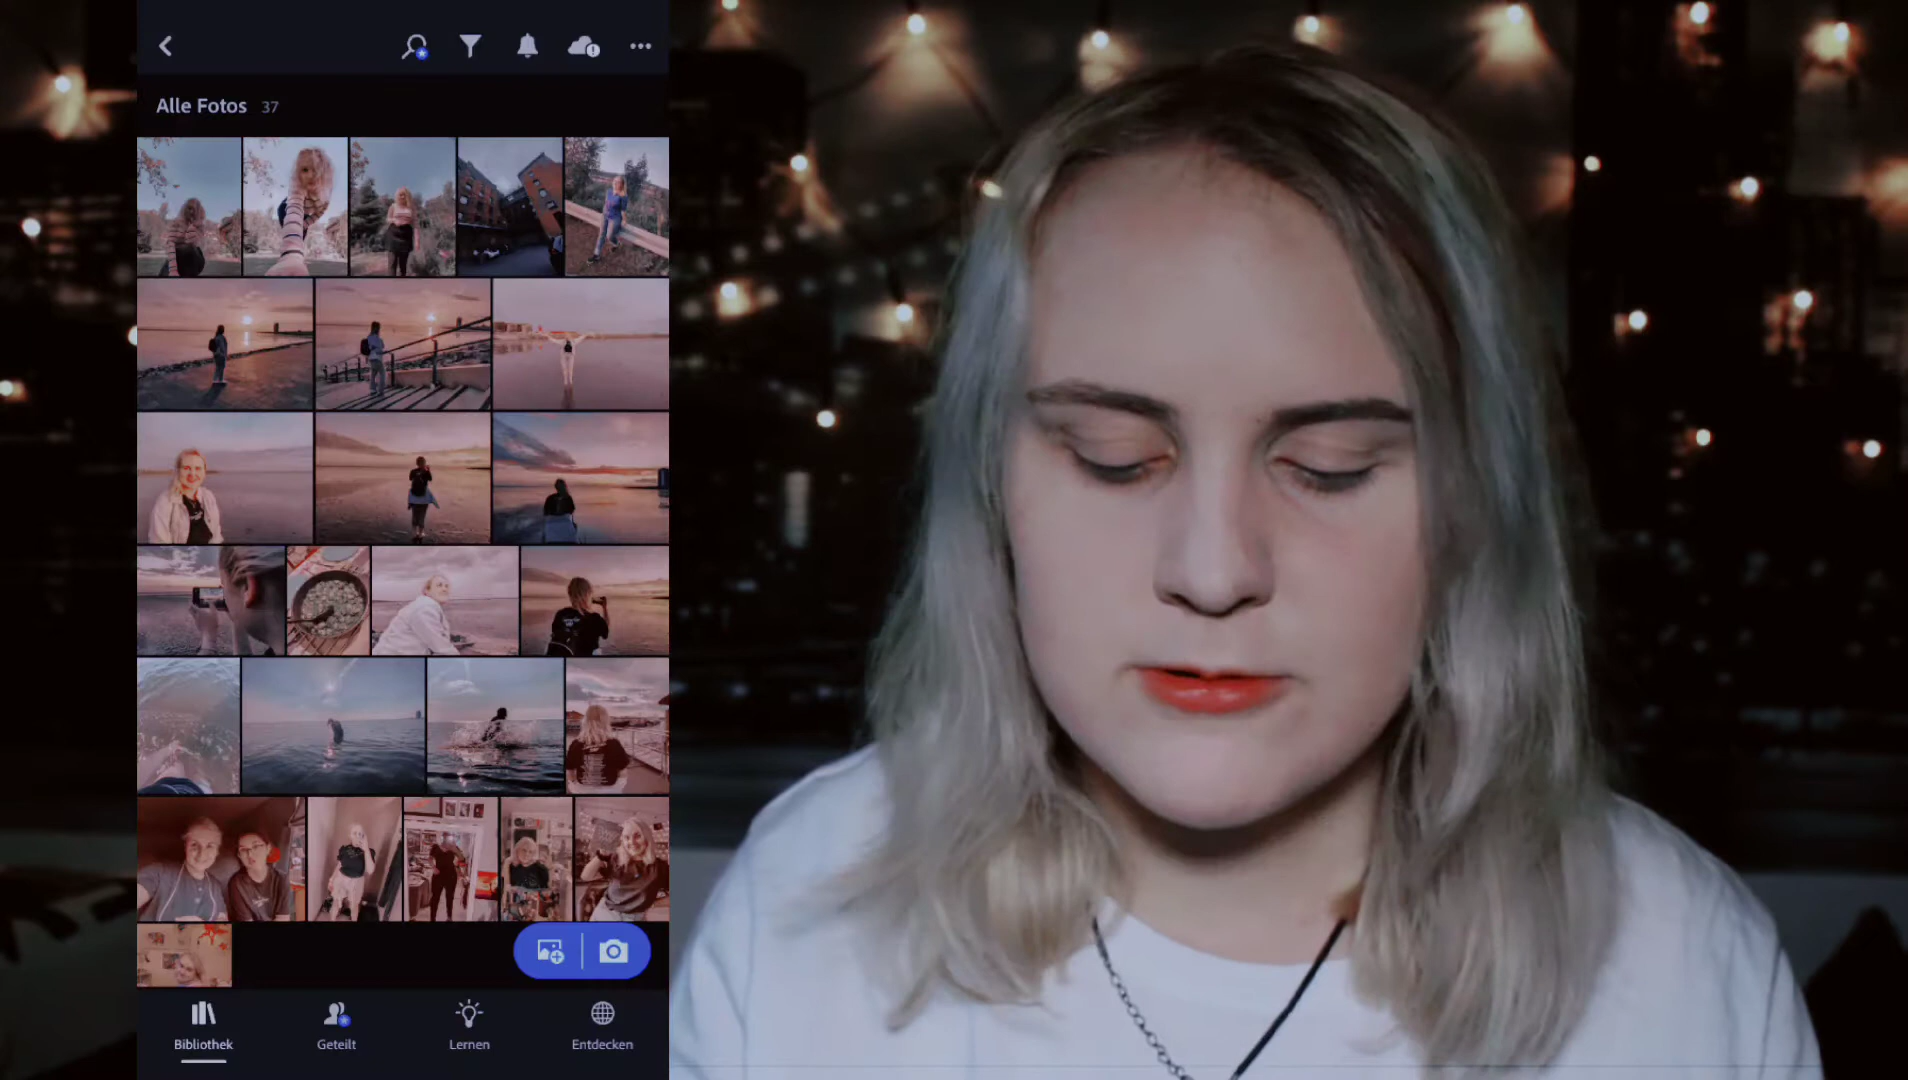 Alle Fotos 37
Bibliothek
Geteilt
Lernen
Entdecken